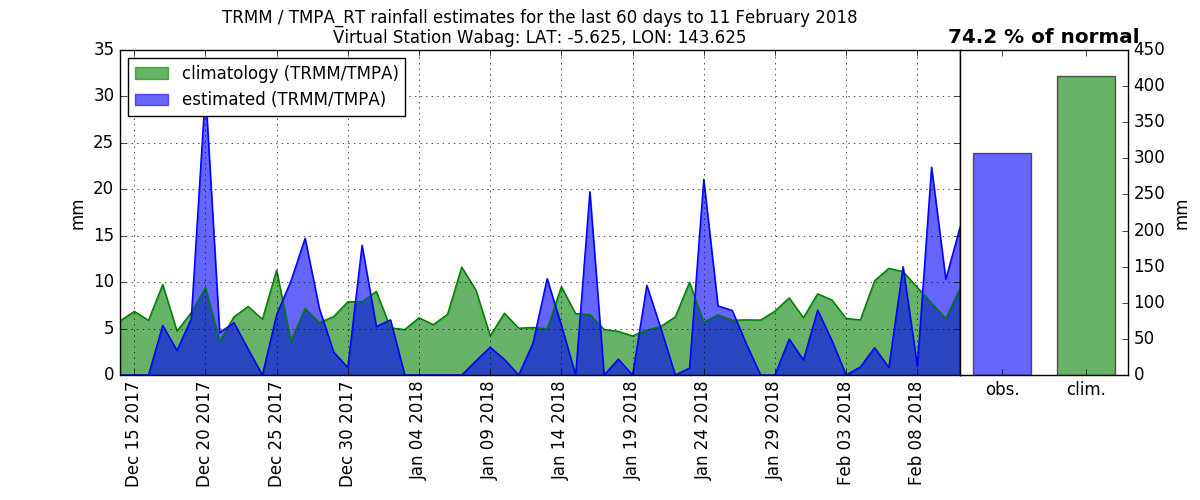 TRMM / TMPA_RT rainfall estimates for the last 60 days to 11 February 2018
Virtual Station Wabag: LAT: -5.625, LON: 143.625
74.2 % of normal
climatology (TRMM/TMPA)
estimated (TRMM/TMPA)
35
30
25
20
15
10
5
0
mm
Dec 15 2017
Dec 20 2017
Dec 25 2017
Dec 30 2017
Jan 04 2018
Jan 09 2018
Jan 14 2018
Jan 19 2018
Jan 24 2018
Jan 29 2018
Feb 03 2018
Feb 08 2018
obs.
clim.
450
400
350
300
250
200
150
100
50
0
mm